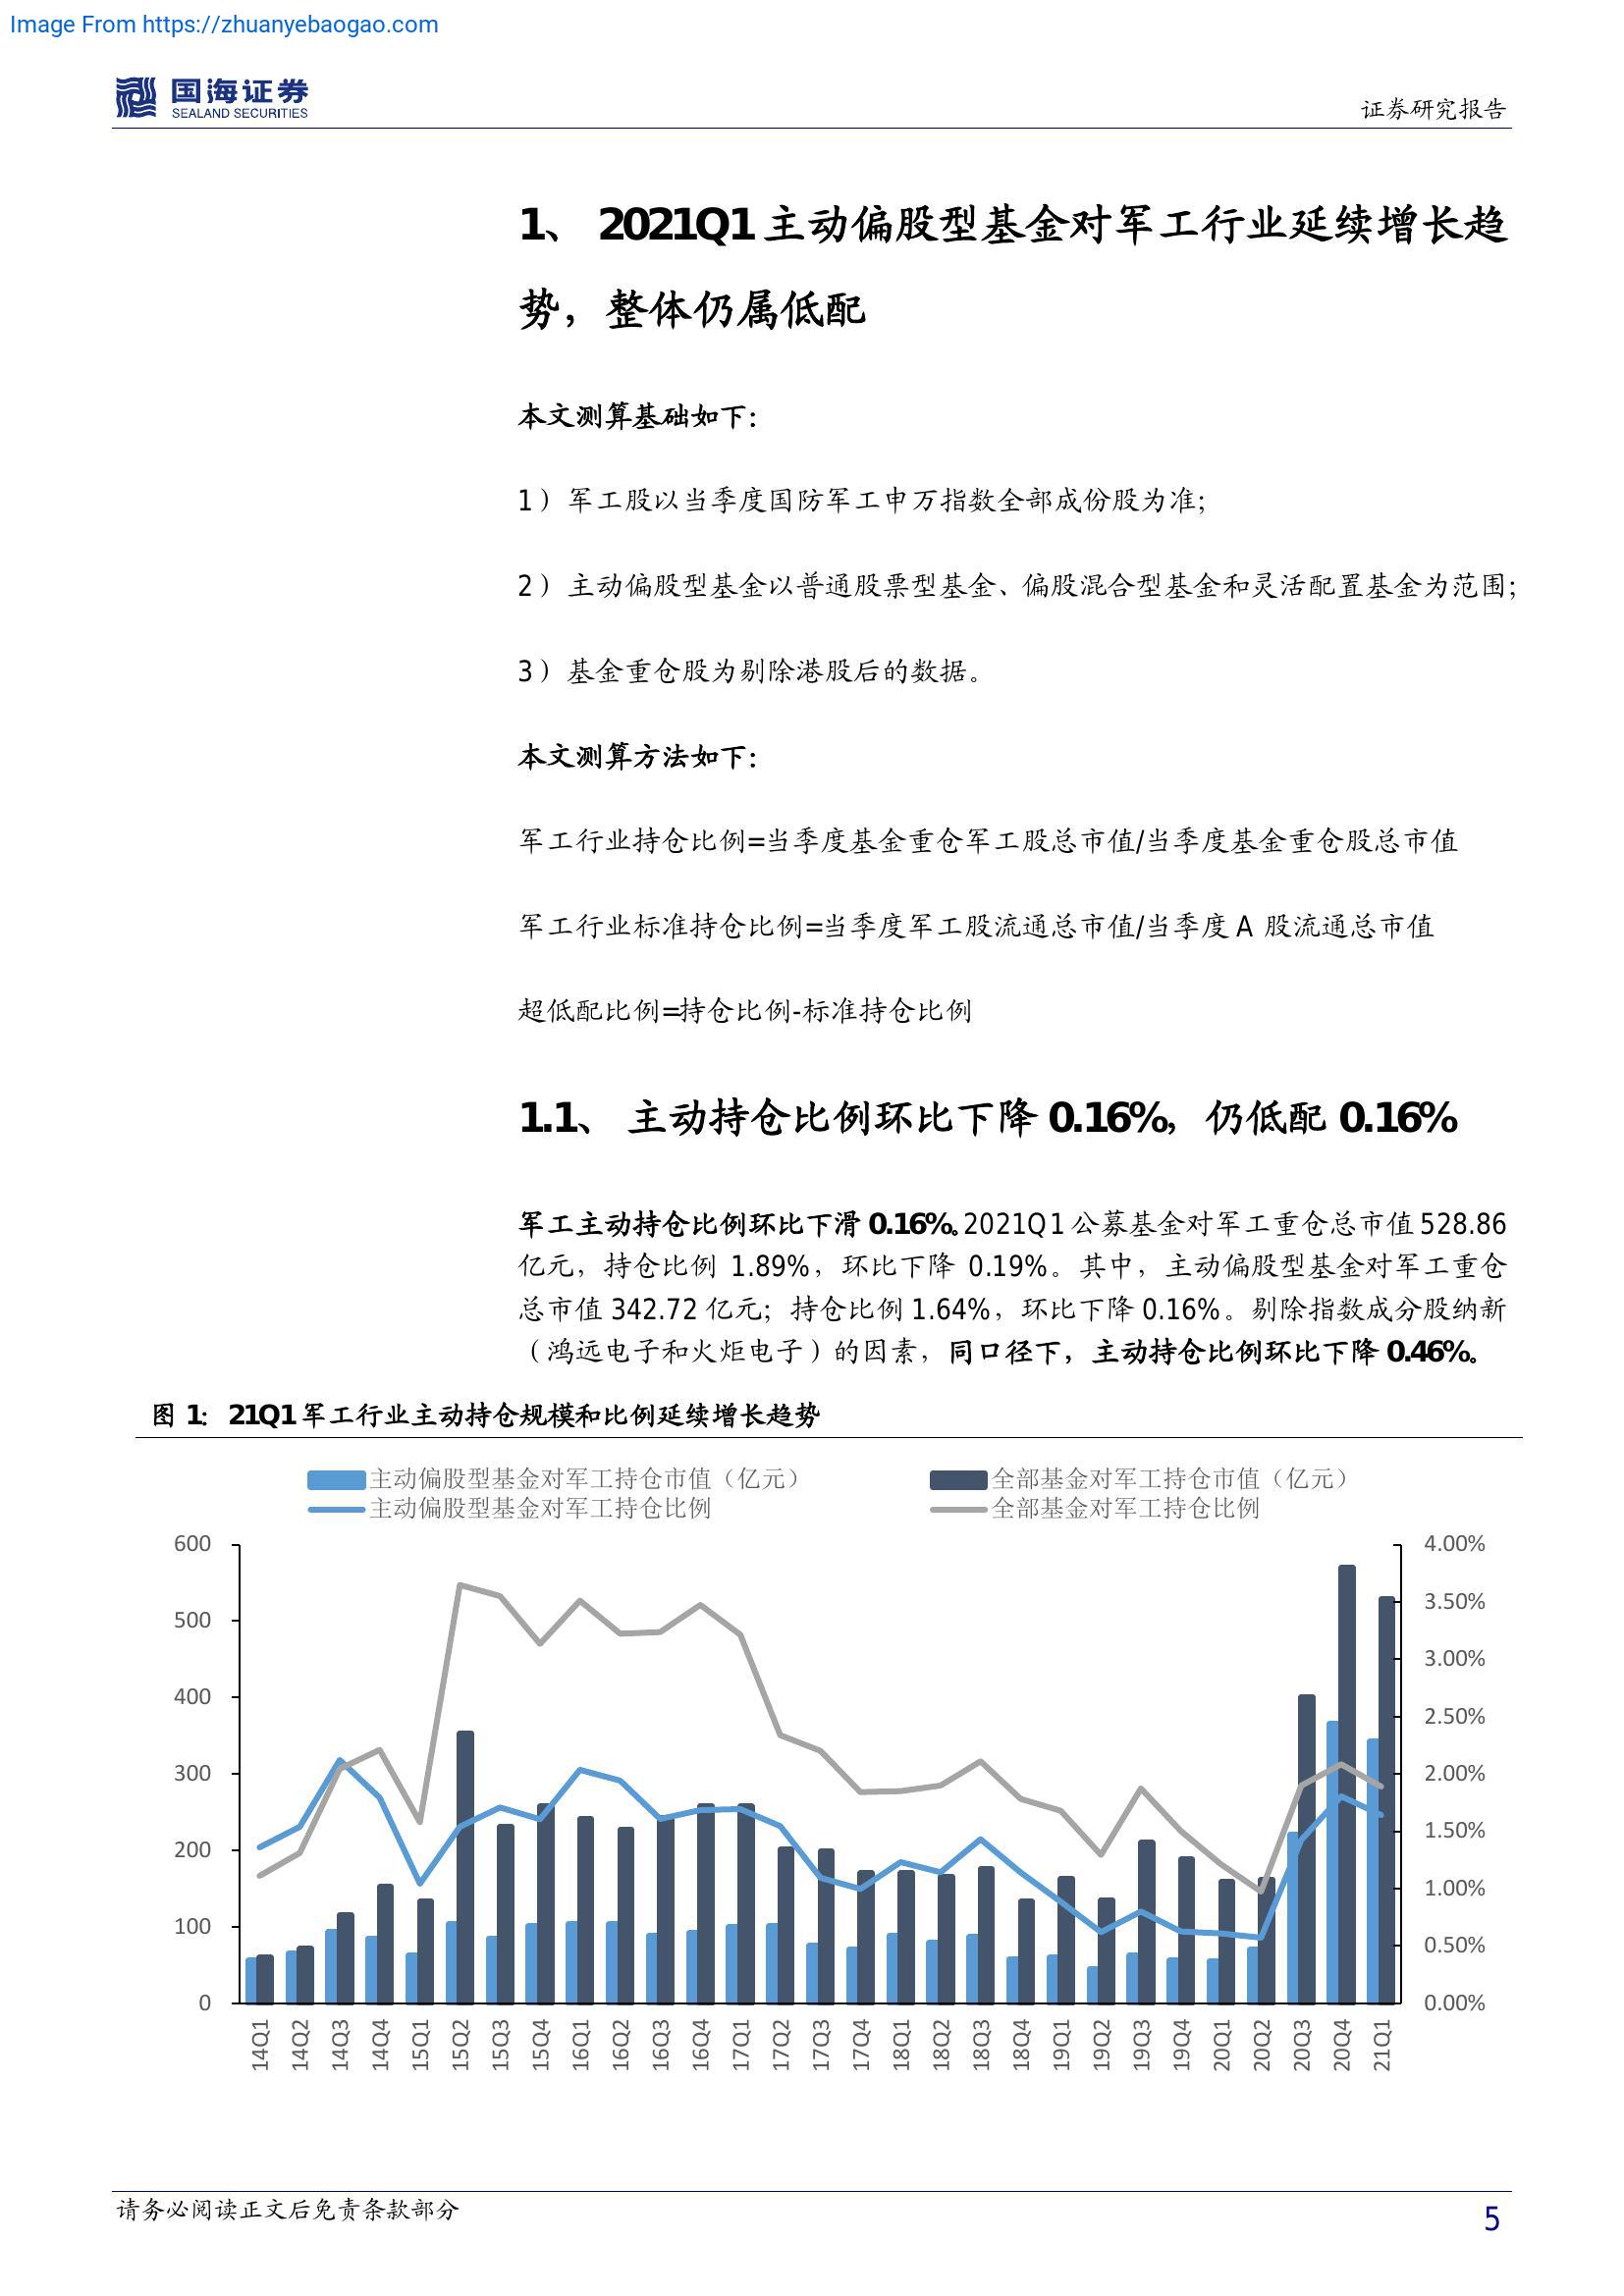 Image From https://zhuanyebaogao.com
国海证券
SEALAND SECURITIES
证券研究报告
1、 2021Q1主动偏股型基金对军工行业延续增长趋
势，整体仍属低配
本文测算基础如下：
1）军工股以当季度国防军工申万指数全部成份股为准；
2）主动偏股型基金以普通股票型基金、偏股混合型基金和灵活配置基金为范围；
3）基金重仓股为剔除港股后的数据。
本文测算方法如下：
军工行业持仓比例=当季度基金重仓军工股总市值/当季度基金重仓股总市值
军工行业标准持仓比例=当季度军工股流通总市值/当季度 A 股流通总市值
超低配比例=持仓比例-标准持仓比例
1.1、 主动持仓比例环比下降 0.16%，仍低配 0.16%
军工主动持仓比例环比下滑 0.16%。2021Q1 公募基金对军工重仓总市值 528.86
亿元，持仓比例 1.89%，环比下降 0.19%。其中，主动偏股型基金对军工重仓
总市值 342.72 亿元；持仓比例 1.64%，环比下降 0.16%。剔除指数成分股纳新
（鸿远电子和火炬电子）的因素，同口径下，主动持仓比例环比下降 0.46%。
图 1： 21Q1 军工行业主动持仓规模和比例延续增长趋势
主动偏股型基金对军工持仓市值（亿元） 全部基金对军工持仓市值（亿元）
主动偏股型基金对军工持仓比例 全部基金对军工持仓比例
600 4.00%
500 3.50%
400 3.00%
300 2.50%
200 2.00%
100 1.50%
0 1.00%
0.50%
0.00%
14Q1 14Q2 14Q3 14Q4 15Q1 15Q2 15Q3 15Q4 16Q1 16Q2 16Q3 16Q4 17Q1 17Q2 17Q3 17Q4 18Q1 18Q2 18Q3 18Q4 19Q1 19Q2 19Q3 19Q4 20Q1 20Q2 20Q3 20Q4 21Q1
请务必阅读正文后免责条款部分
5